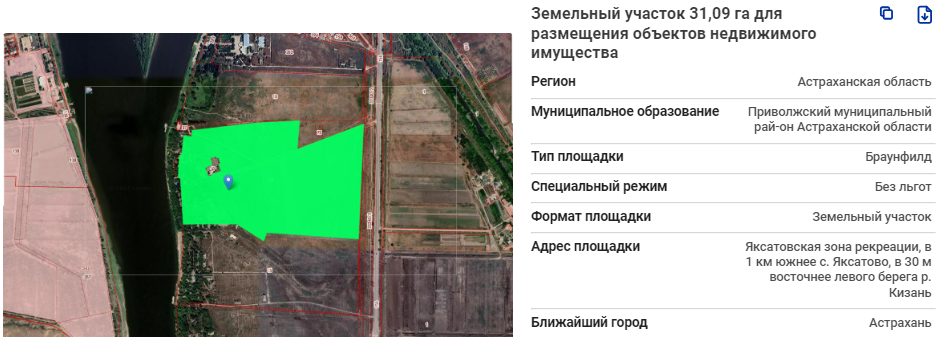 Земельный участок 31,09 га для
размещения объектов недвижимого
имущества
Регион
Астраханская область
Муниципальное образование
Приволжский муниципальный
рай-он Астраханской области
Тип площадки
Браунфилд
Специальный режим
Без льгот
Формат площадки
Земельный участок
Адрес площадки
Яксатовская зона рекреации, в
1 км южнее с. Яксатово, в 30 м
восточнее левого берега р.
Кизань
Ближайший город
Астрахань